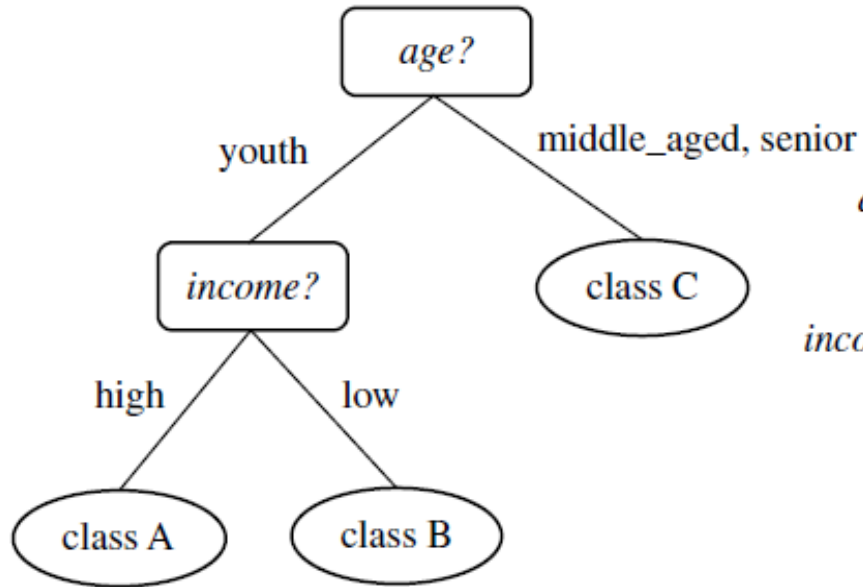 age?
youth
middle_aged, senior
income?
class C
high
low
class A
class B